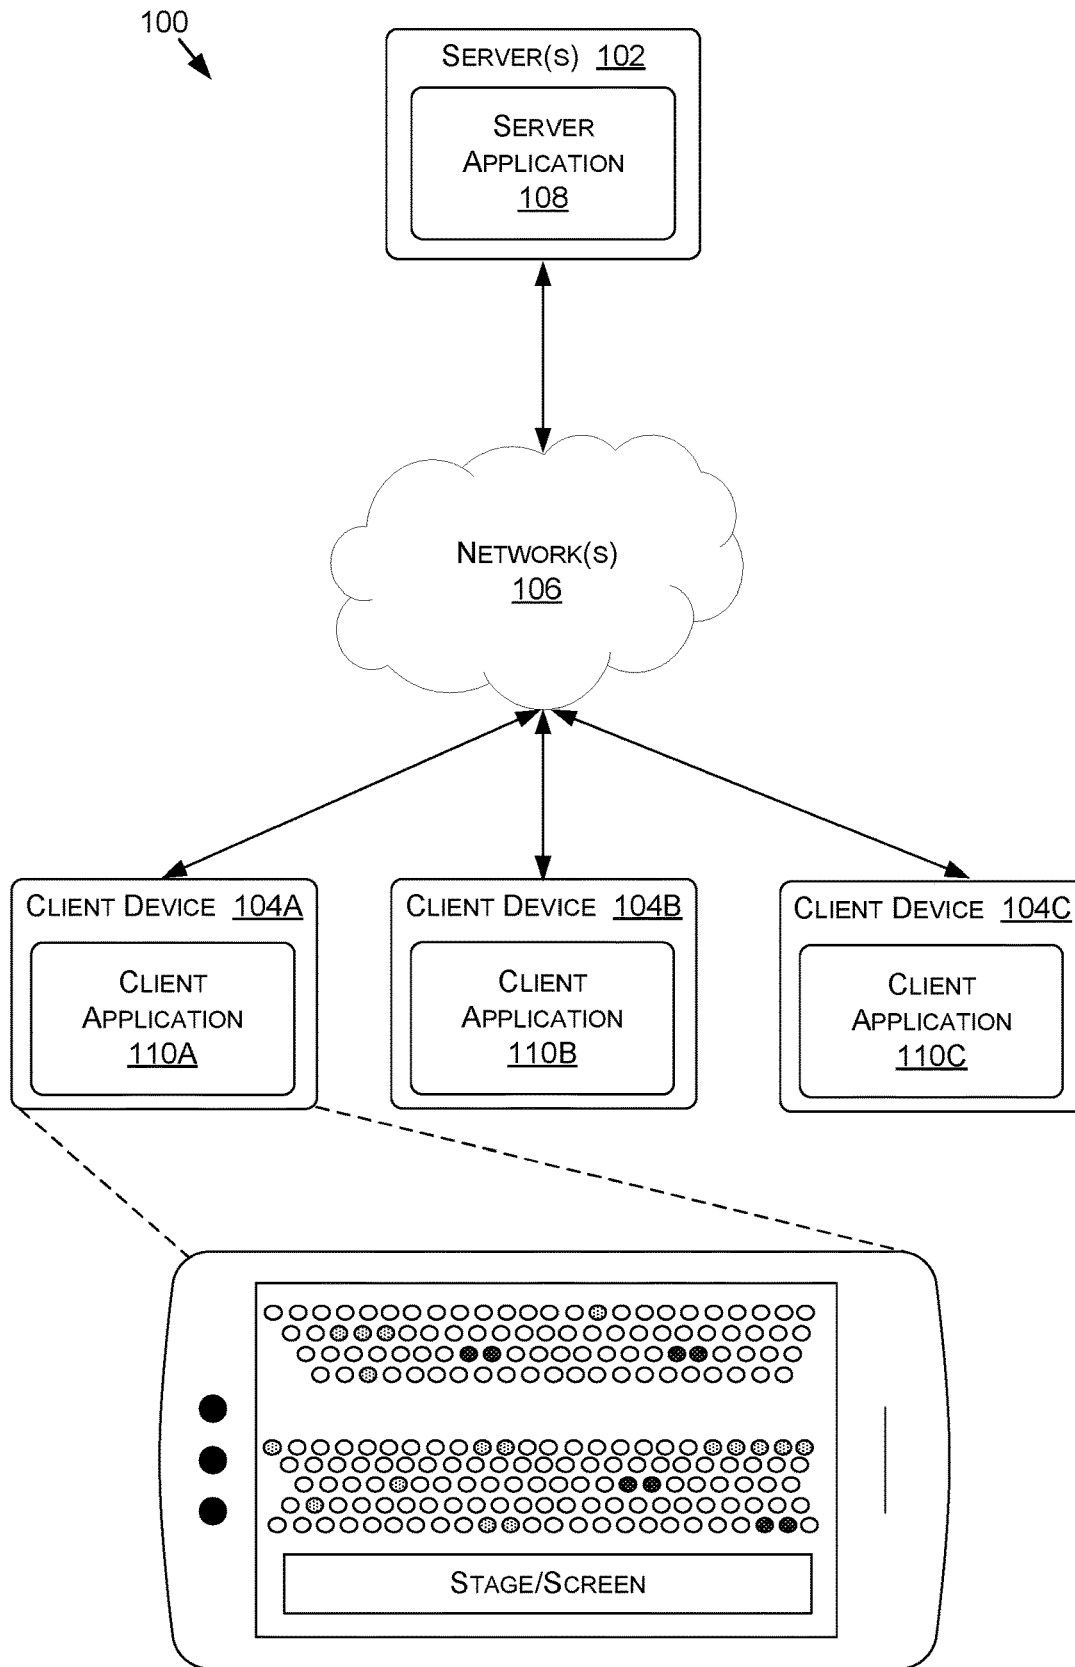 100
SERVER(S) 102
SERVER
APPLICATION
108
NETWORK(S)
106
CLIENT DEVICE 104A
CLIENT
APPLICATION
110A
CLIENT DEVICE 104B
CLIENT
APPLICATION
110B
CLIENT DEVICE 104C
CLIENT
APPLICATION
110C
STAGE/SCREEN